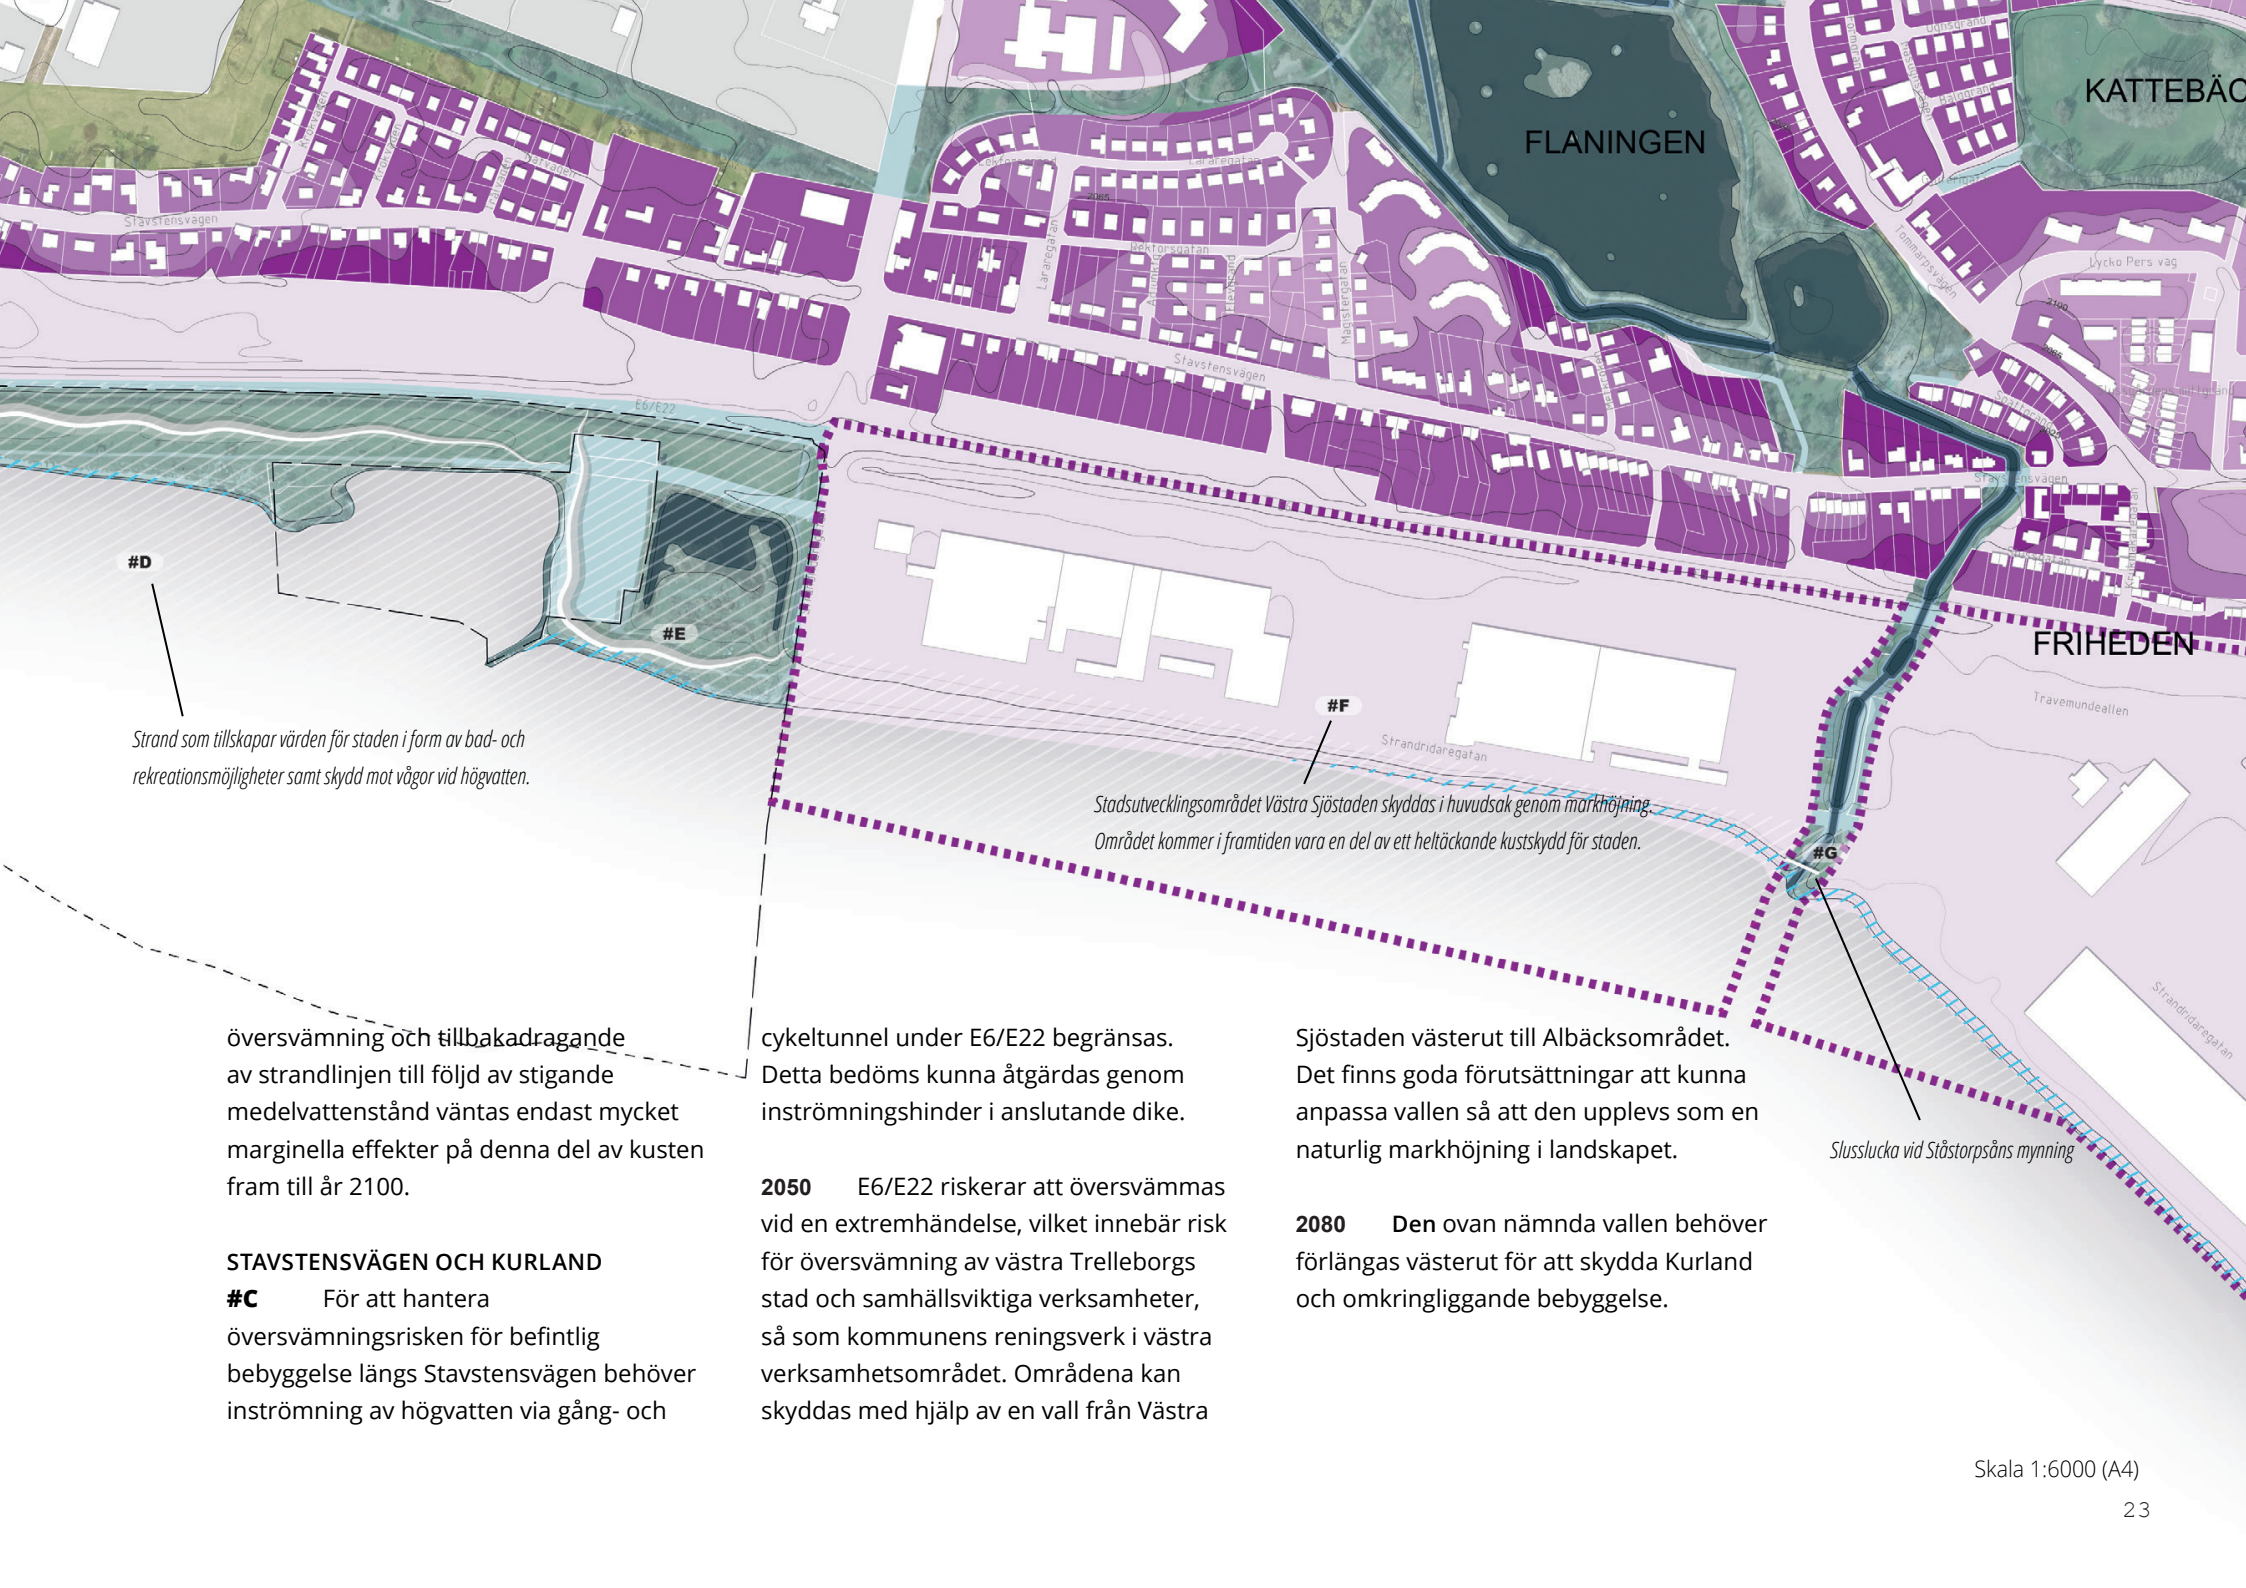 KATTEBÄC
FLANINGEN
Stavstensvägen
Läraregatan
Läraregatan
Rektorsgatan
Magistergatan
Tommarpsvägen
Lycko Pers väg
2085
2100
E6/E22
Stavstensvägen
Stavstensvägen
FRIHEDEN
Travemundeallen
Strandridaregatan
Strandridaregatan
#D
#E
#F
#G
Strand som tillskapar värden för staden i form av bad- och
rekreationsmöjligheter samt skydd mot vågor vid högvatten.
Stadsutvecklingsområdet Västra Sjöstaden skyddas i huvudsak genom markhöjning.
Området kommer i framtiden vara en del av ett heltäckande kustskydd för staden.
Slusslucka vid Ståstorpsåns mynning
översvämning och tillbakadragande
av strandlinjen till följd av stigande
medelvattenstånd väntas endast mycket
marginella effekter på denna del av kusten
fram till år 2100.
STAVSTENSVÄGEN OCH KURLAND
#C För att hantera
översvämningsrisken för befintlig
bebyggelse längs Stavstensvägen behöver
inströmning av högvatten via gång- och
cykeltunnel under E6/E22 begränsas.
Detta bedöms kunna åtgärdas genom
inströmningshinder i anslutande dike.
2050 E6/E22 riskerar att översvämmas
vid en extremhändelse, vilket innebär risk
för översvämning av västra Trelleborgs
stad och samhällsviktiga verksamheter,
så som kommunens reningsverk i västra
verksamhetsområdet. Områdena kan
skyddas med hjälp av en vall från Västra
Sjöstaden västerut till Albäcksområdet.
Det finns goda förutsättningar att kunna
anpassa vallen så att den upplevs som en
naturlig markhöjning i landskapet.
2080 Den ovan nämnda vallen behöver
förlängas västerut för att skydda Kurland
och omkringliggande bebyggelse.
Skala 1:6000 (A4)
23